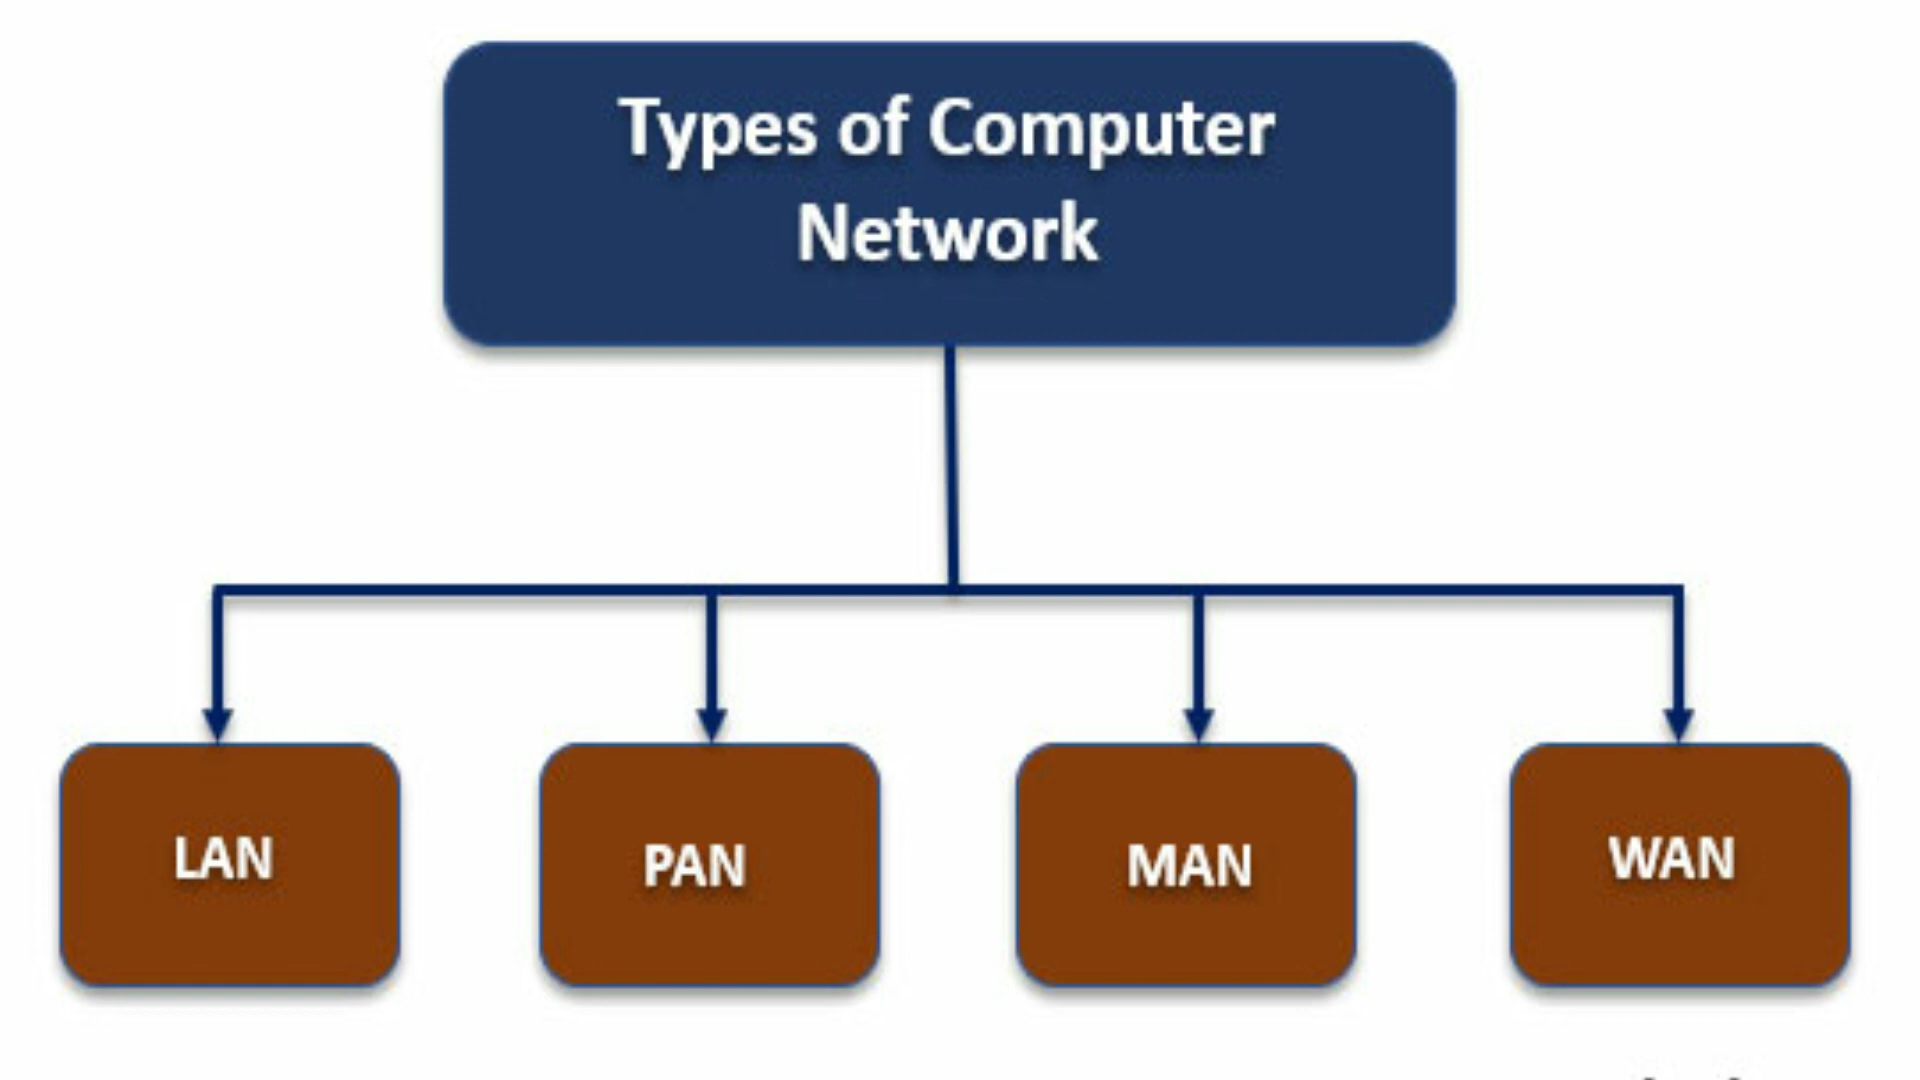 Types of Computer
Network
LAN
PAN
MAN
WAN